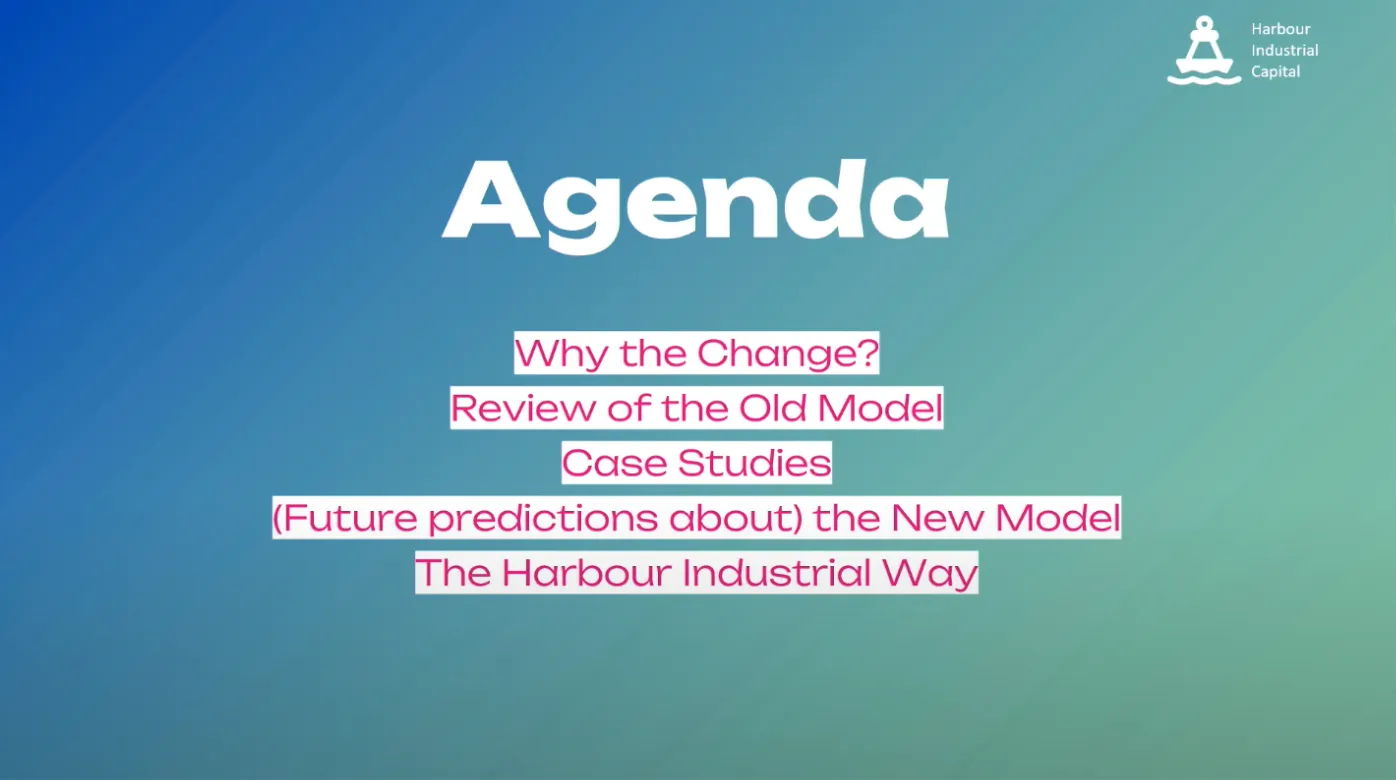 Harbour
Industrial
Capital
Agenda
Why the Change?
Review of the Old Model
Case Studies
(Future predictions about) the New Model
The Harbour Industrial Way